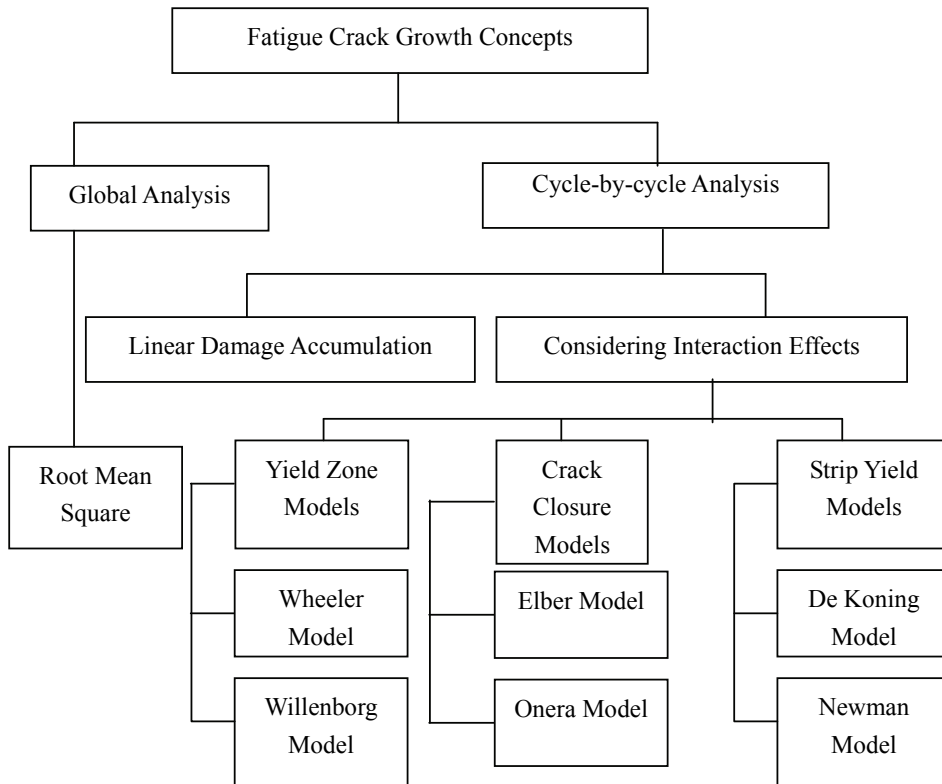 Fatigue Crack Growth Concepts
Global Analysis
Cycle-by-cycle Analysis
Linear Damage Accumulation
Considering Interaction Effects
Root Mean
Square
Yield Zone
Models
Crack
Closure
Models
Strip Yield
Models
Wheeler
Model
Elber Model
De Koning
Model
Willenborg
Model
Onera Model
Newman
Model